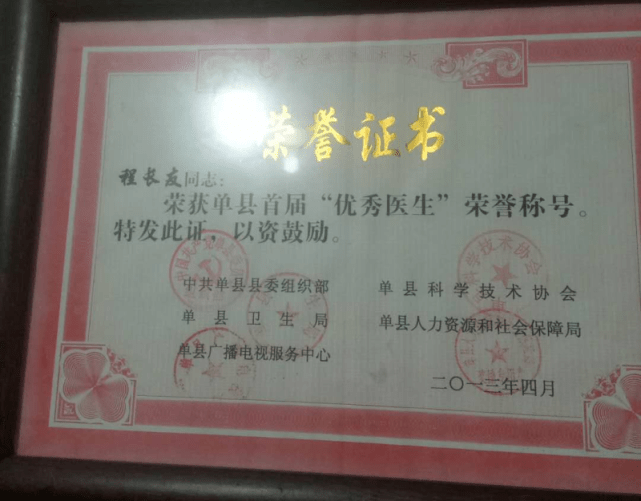 荣誉证书
程长友同志：
荣获单县首届“优秀医生”荣誉称号。
特发此证，以资鼓励。
中共单县县委组织部
单县科学技术协会
单县卫生局
单县人力资源和社会保障局
单县广播电视服务中心
二〇一三年四月